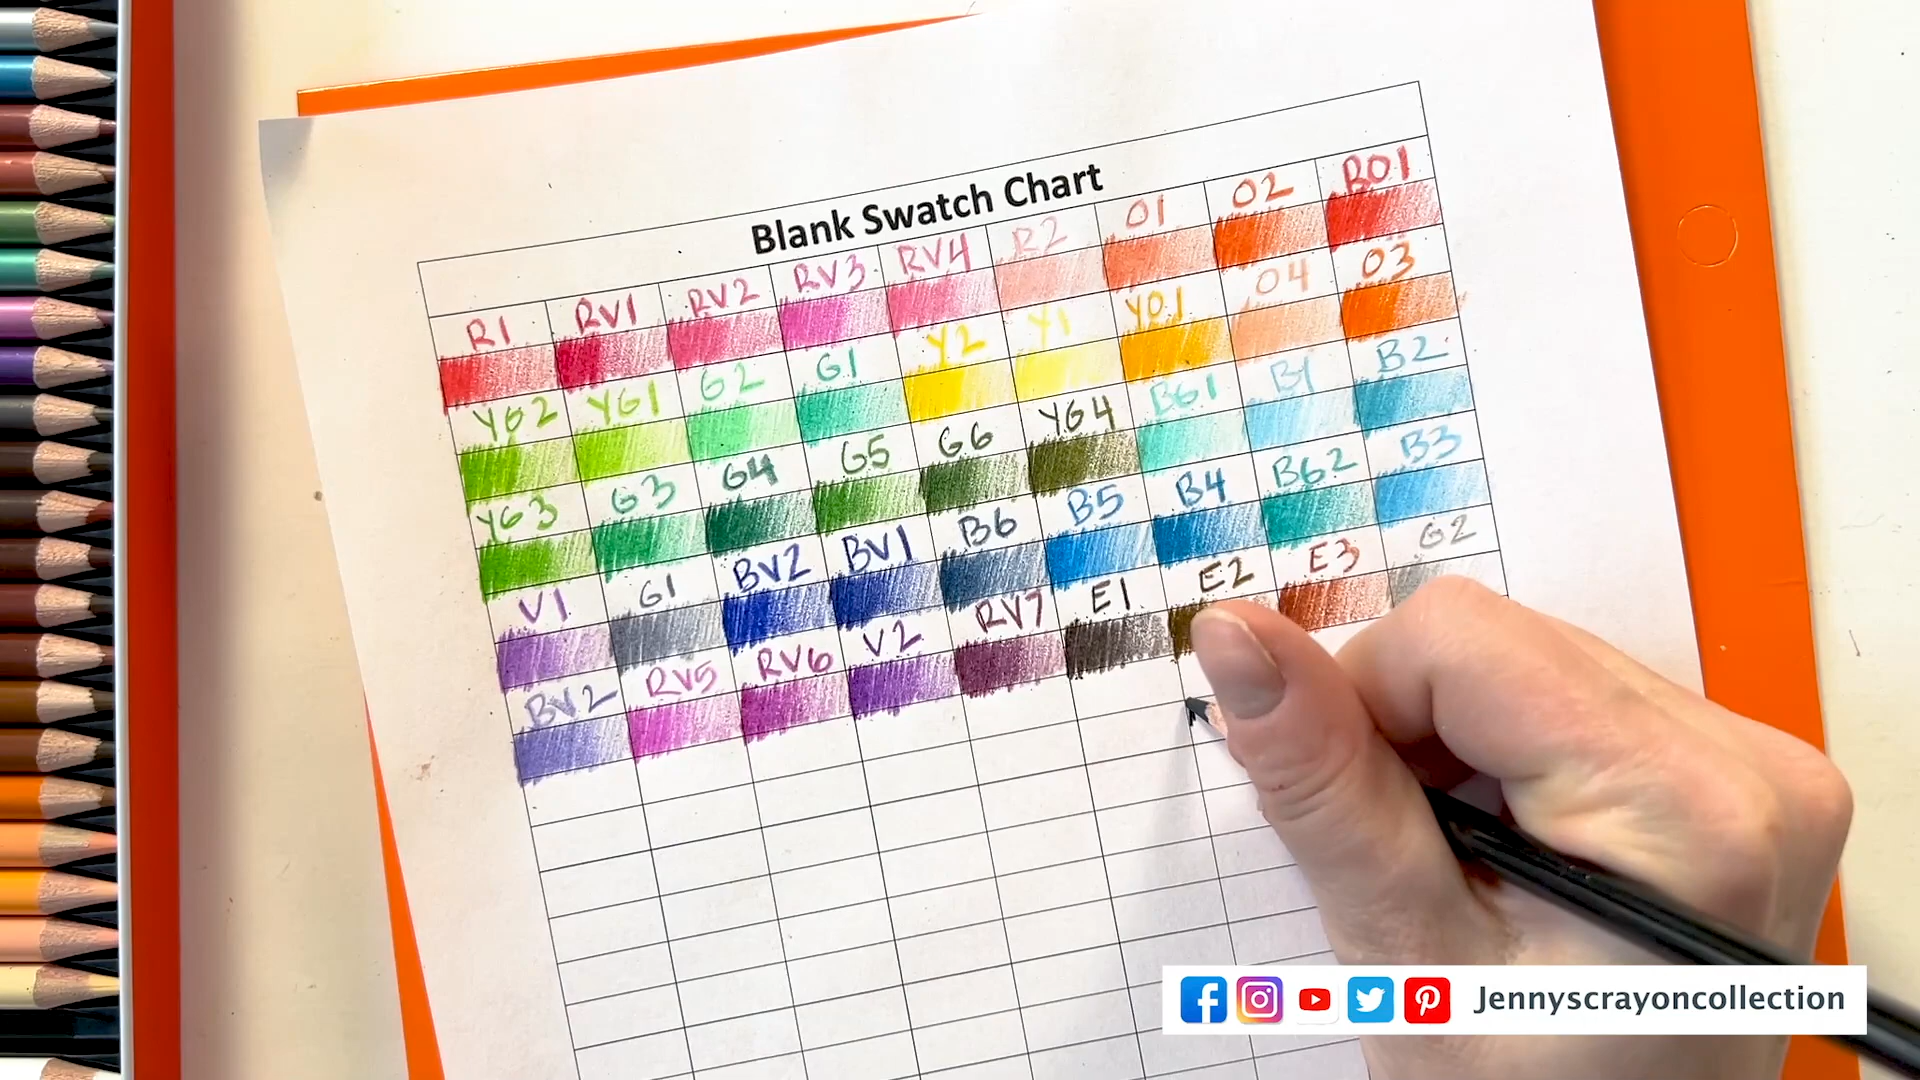 Blank Swatch Chart
R1 RV1 RV2 RV3 RV4 R2 O1 O2 RO1
YG2 YG1 G2 G1 Y2 Y1 YO1 O4 O3
YG3 G3 G4 G5 G6 YG4 BG1 B1 B2
V1 G1 BV2 BV1 B6 B5 B4 BG2 B3
BV2 RV5 RV6 V2 RV7 E1 E2 E3 G2
Jennyscrayoncollection